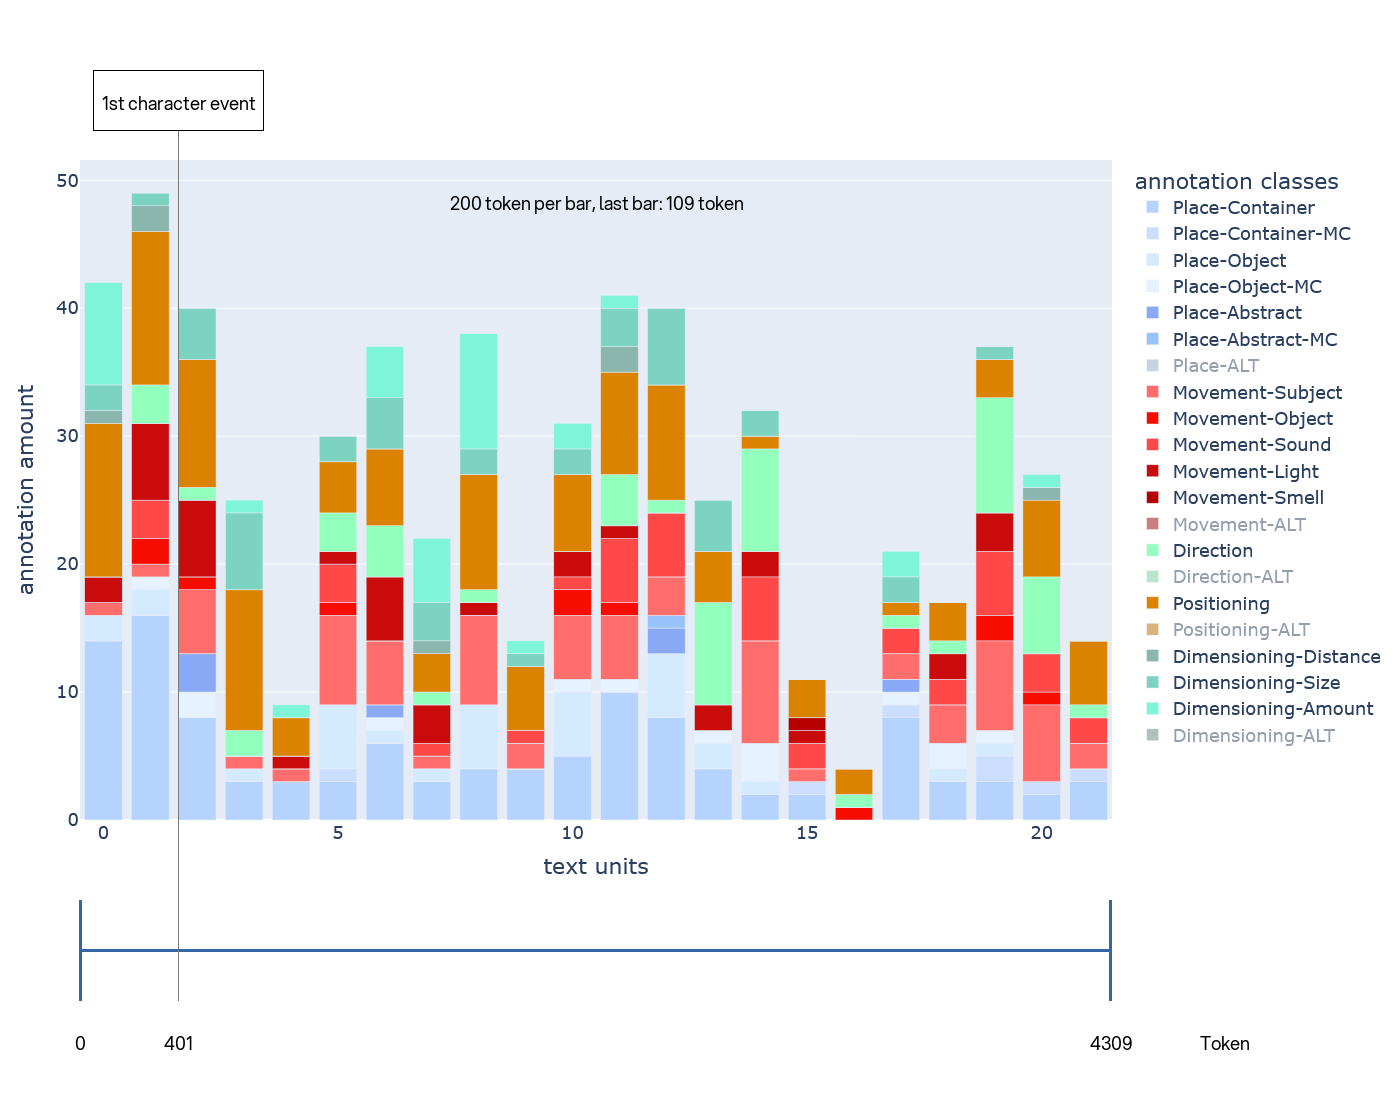 1st character event
200 token per bar, last bar: 109 token
annotation amount
50
40
30
20
10
0
0 5 10 15 20
text units
annotation classes
Place-Container
Place-Container-MC
Place-Object
Place-Object-MC
Place-Abstract
Place-Abstract-MC
Place-ALT
Movement-Subject
Movement-Object
Movement-Sound
Movement-Light
Movement-Smell
Movement-ALT
Direction
Direction-ALT
Positioning
Positioning-ALT
Dimensioning-Distance
Dimensioning-Size
Dimensioning-Amount
Dimensioning-ALT
0 401 4309 Token